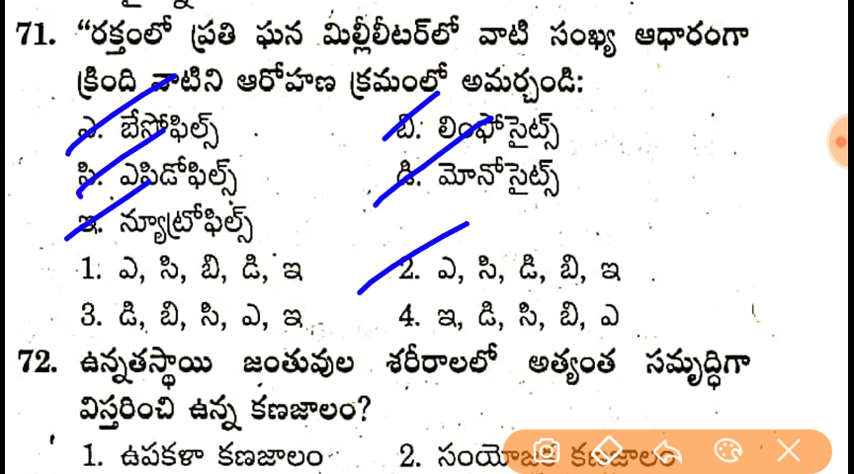 71. “రక్తంలో ప్రతి ఘన మిల్లీలీటర్‌లో వాటి సంఖ్య ఆధారంగా
క్రింది వాటిని ఆరోహణ క్రమంలో అమర్చండి:
ఎ. బేసోఫిల్స్ బి. లింఫోసైట్స్
సి. ఎసిడోఫిల్స్ డి. మోనోసైట్స్
ఇ. న్యూట్రోఫిల్స్
1. ఎ, సి, బి, డి, ఇ 2. ఎ, సి, డి, బి, ఇ
3. డి, బి, సి, ఎ, ఇ 4. ఇ, డి, సి, బి, ఎ
72. ఉన్నతస్థాయి జంతువుల శరీరాలలో అత్యంత సమృద్ధిగా
విస్తరించి ఉన్న కణజాలం?
1. ఉపకళా కణజాలం 2. సంయోజక కణజాలం